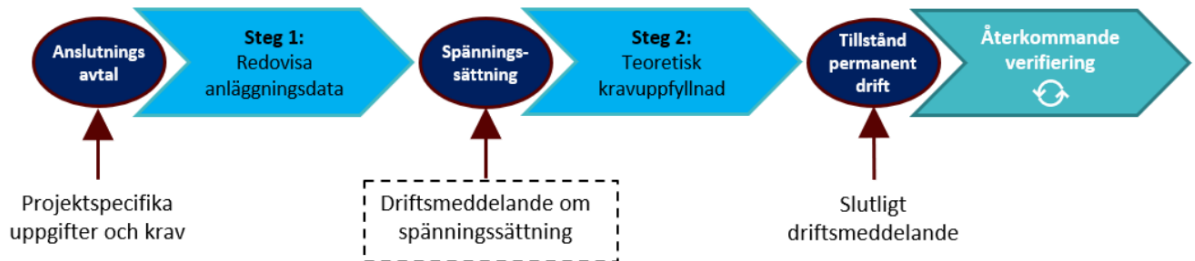 Anslutnings
avtal
Steg 1:
Redovisa
anläggningsdata
Spännings-
sättning
Steg 2:
Teoretisk
kravuppfyllnad
Tillstånd
permanent
drift
Återkommande
verifiering
Projektspecifika
uppgifter och krav
Driftsmeddelande om
spänningssättning
Slutligt
driftsmeddelande